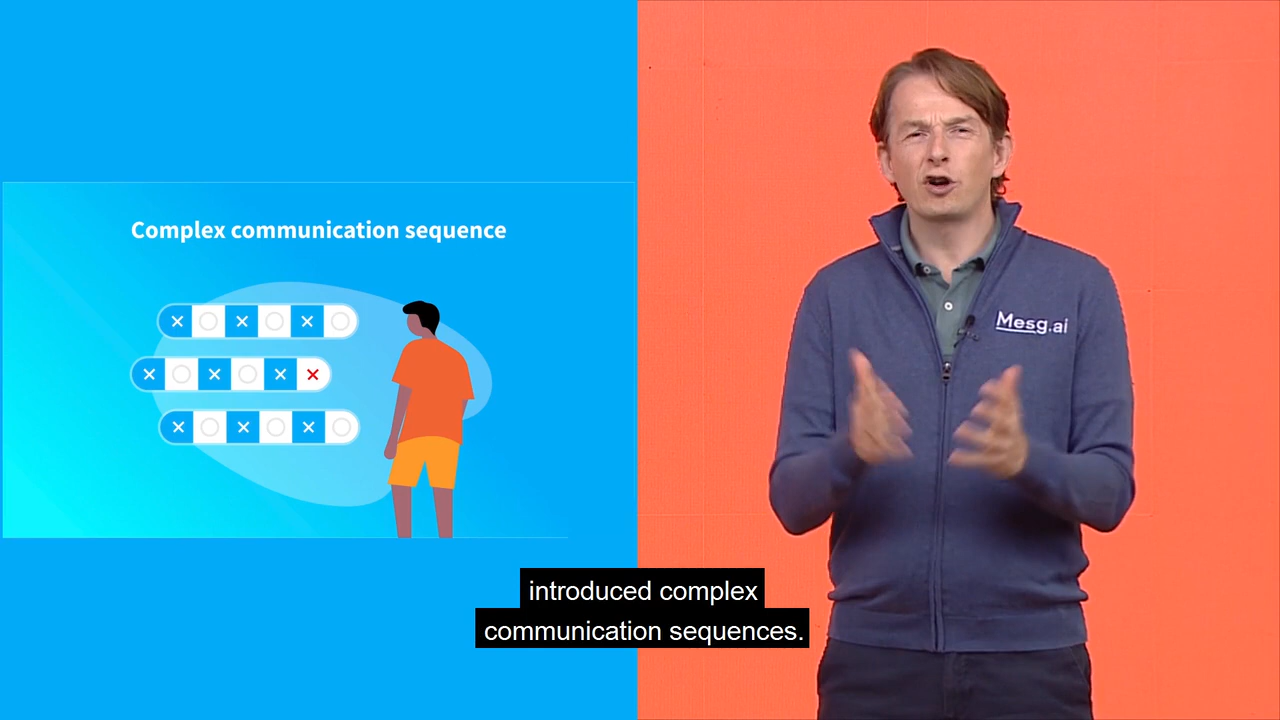 Complex communication sequence
Mesg.ai
introduced complex
communication sequences.